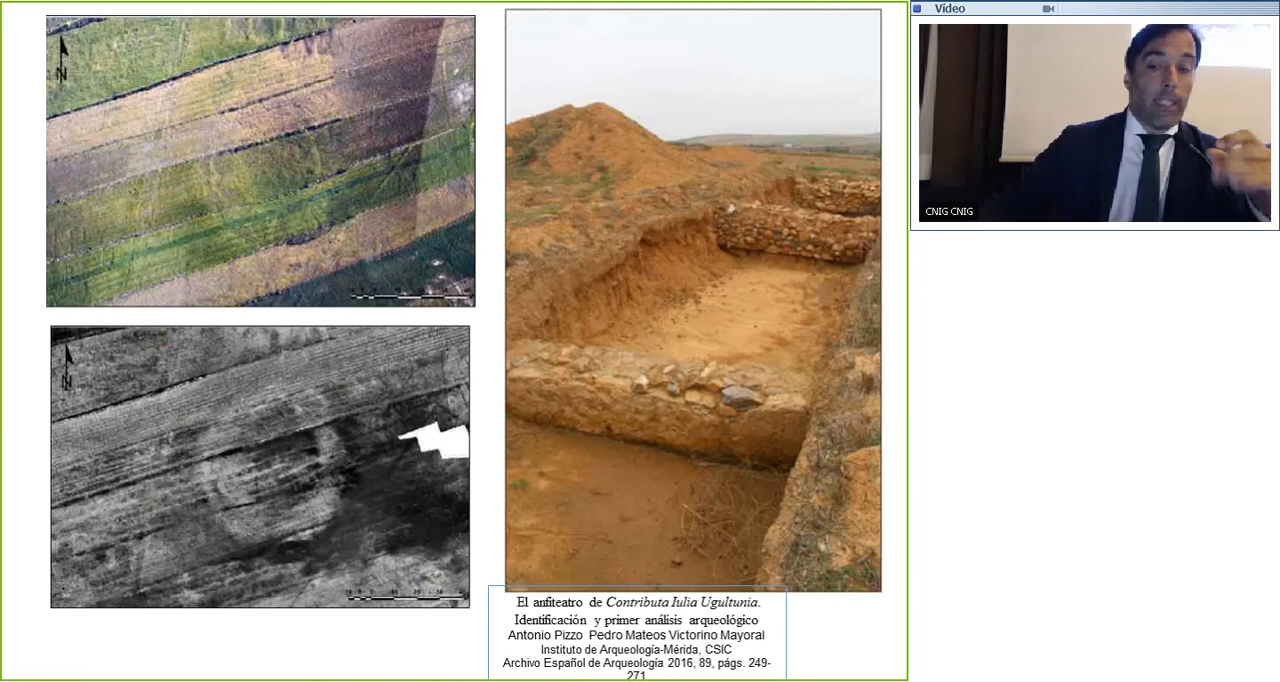 N
N
El anfiteatro de Contributa Iulia Ugultunia.
Identificación y primer análisis arqueológico
Antonio Pizzo Pedro Mateos Victorino Mayoral
Instituto de Arqueología-Mérida, CSIC
Archivo Español de Arqueología 2016, 89, págs. 249-
271
Vídeo
CNIG CNIG